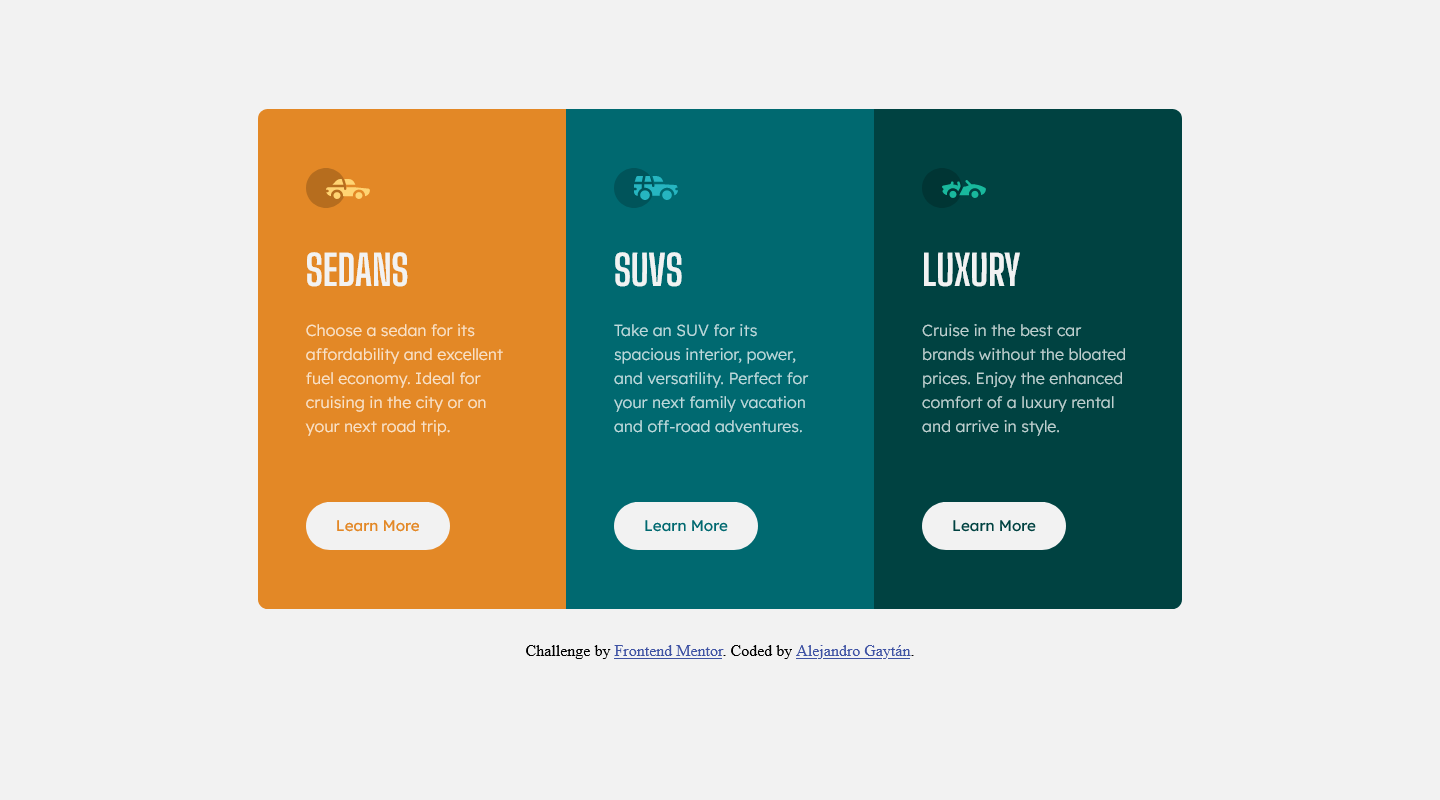 SEDANS
Choose a sedan for its
affordability and excellent
fuel economy. Ideal for
cruising in the city or on
your next road trip.
Learn More
SUVS
Take an SUV for its
spacious interior, power,
and versatility. Perfect for
your next family vacation
and off-road adventures.
Learn More
LUXURY
Cruise in the best car
brands without the bloated
prices. Enjoy the enhanced
comfort of a luxury rental
and arrive in style.
Learn More
Challenge by Frontend Mentor. Coded by Alejandro Gaytán.